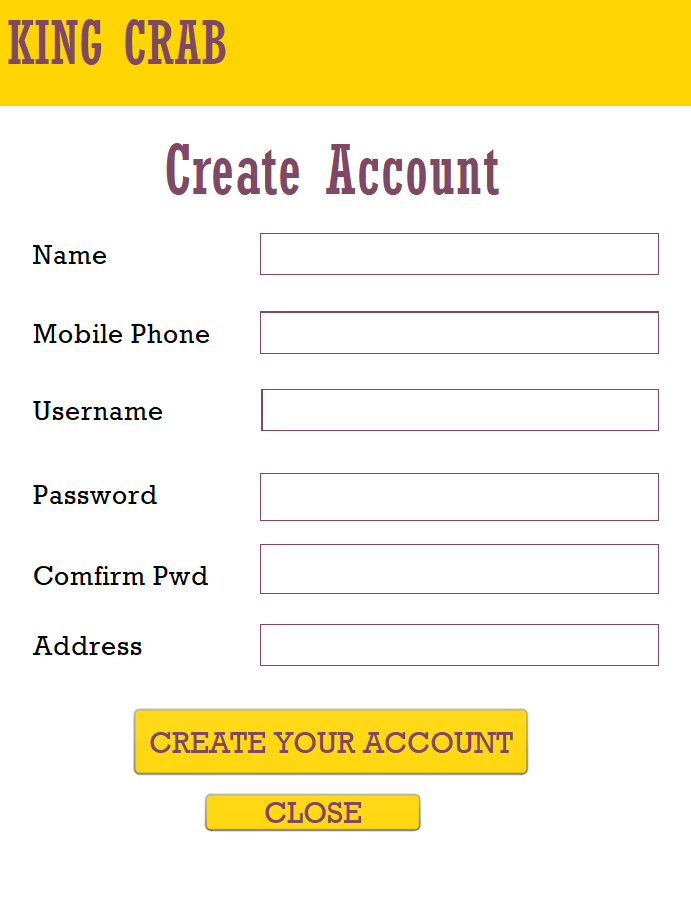 KING CRAB
Create Account
Name
Mobile Phone
Username
Password
Comfirm Pwd
Address
CREATE YOUR ACCOUNT
CLOSE